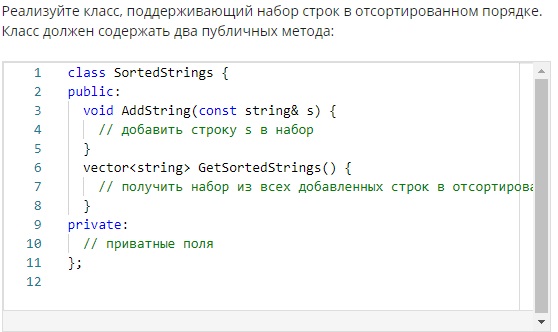 Реализуйте класс, поддерживающий набор строк в отсортированном порядке.
Класс должен содержать два публичных метода:
1 class SortedStrings {
2 public:
3   void AddString(const string& s) {
4     // добавить строку s в набор
5   }
6   vector<string> GetSortedStrings() {
7     // получить набор из всех добавленных строк в отсортирова
8   }
9 private:
10   // приватные поля
11 };
12